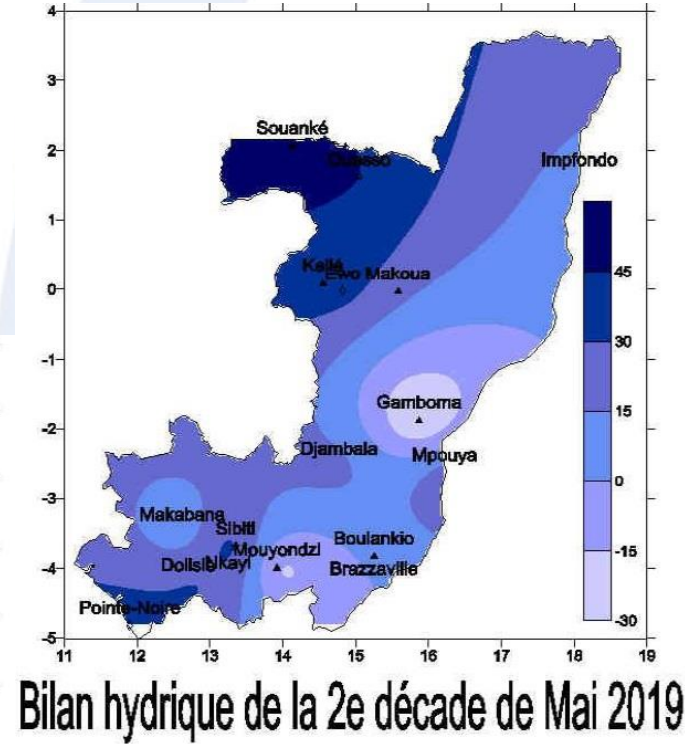 4
3
2
1
0
-1
-2
-3
-4
-5
Souanké
Ouesso
Impfondo
Kellé
Ewo Makoua
Gamboma
Djambala
Mpouya
Makabana
Sibiti
Mouyondzi
Boulankio
Dolisie
Nkayi
Brazzaville
Pointe-Noire
45
30
15
0
-15
-30
11 12 13 14 15 16 17 18 19
Bilan hydrique de la 2e décade de Mai 2019